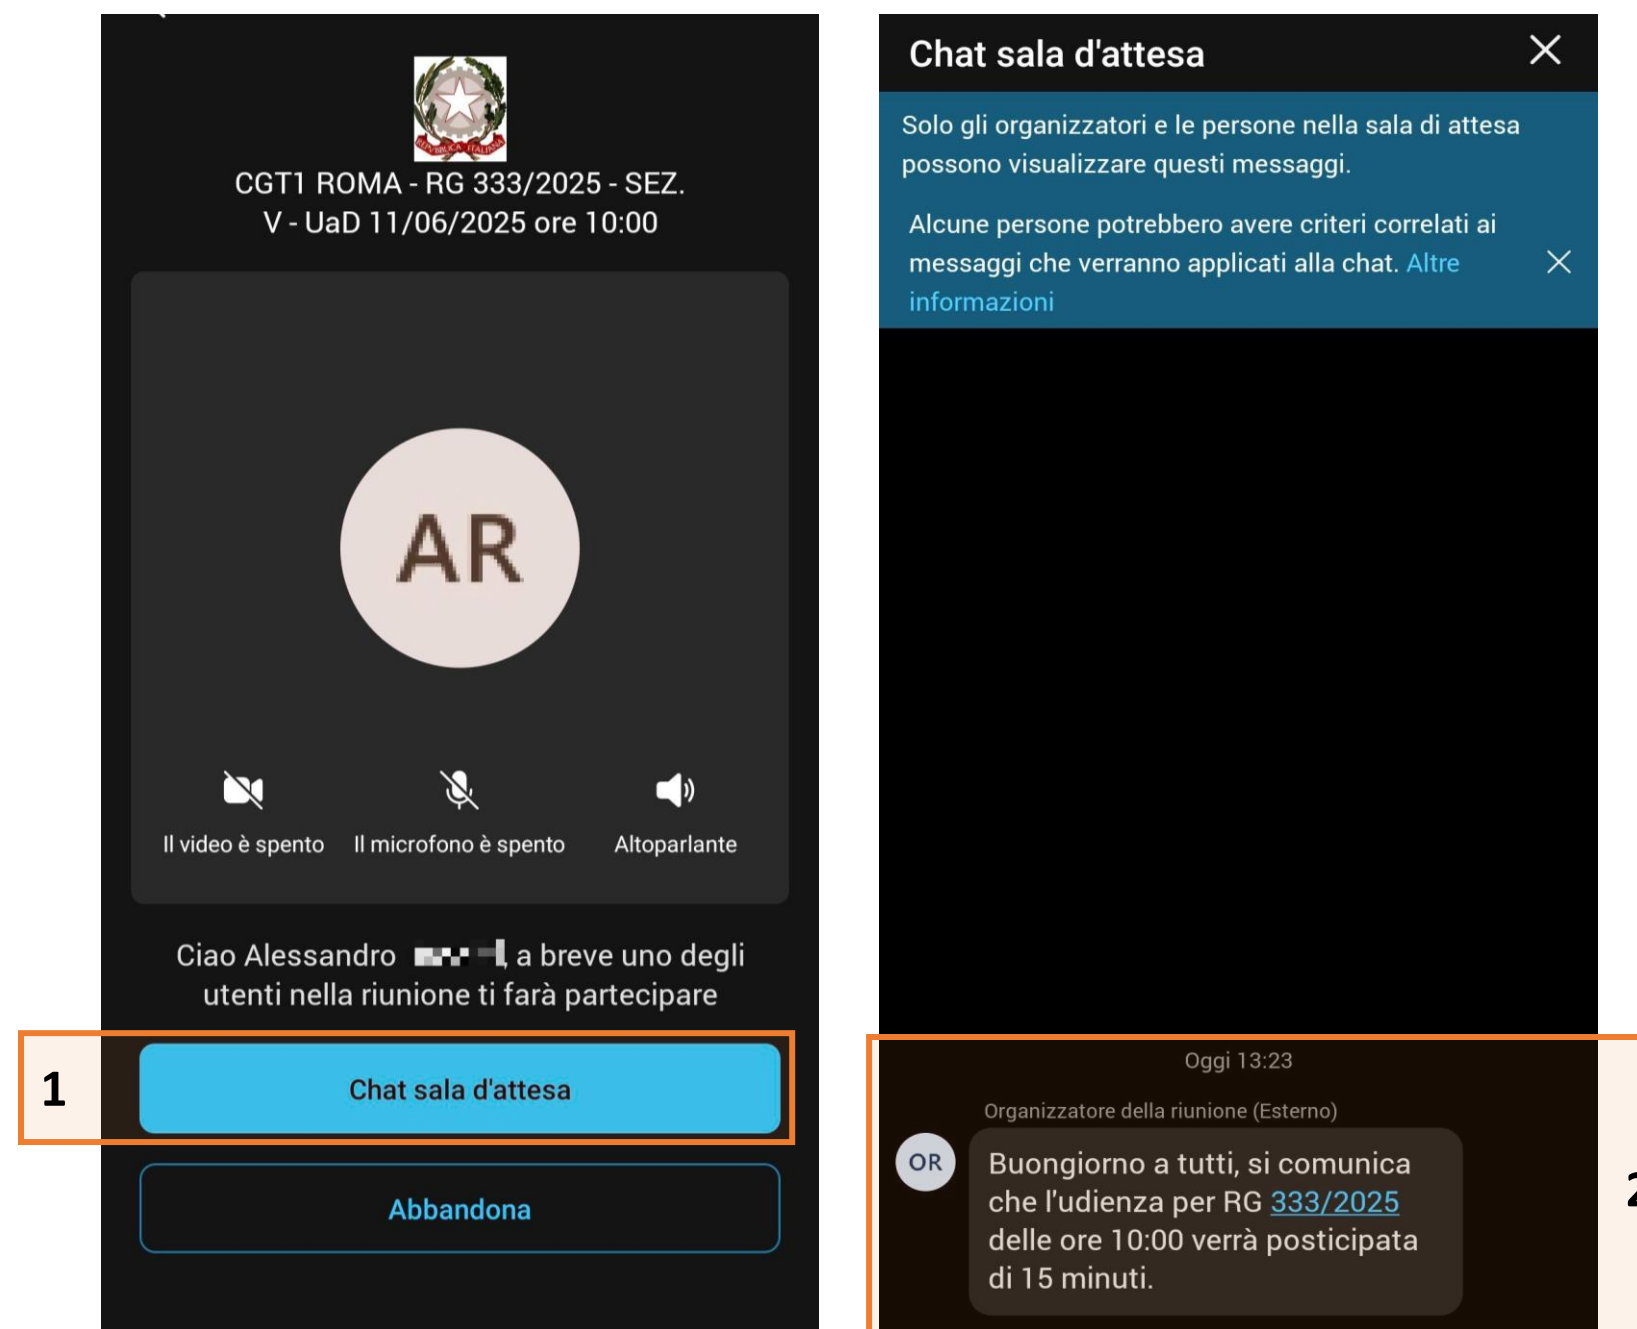 CGT1 ROMA - RG 333/2025 - SEZ.
V - UaD 11/06/2025 ore 10:00
AR
Il video è spento
Il microfono è spento
Altoparlante
Ciao Alessandro , a breve uno degli
utenti nella riunione ti farà partecipare
1
Chat sala d'attesa
Abbandona
Chat sala d'attesa
Solo gli organizzatori e le persone nella sala di attesa
possono visualizzare questi messaggi.
Alcune persone potrebbero avere criteri correlati ai
messaggi che verranno applicati alla chat. Altre
informazioni
Oggi 13:23
Organizzatore della riunione (Esterno)
OR
Buongiorno a tutti, si comunica
che l'udienza per RG 333/2025
delle ore 10:00 verrà posticipata
di 15 minuti.